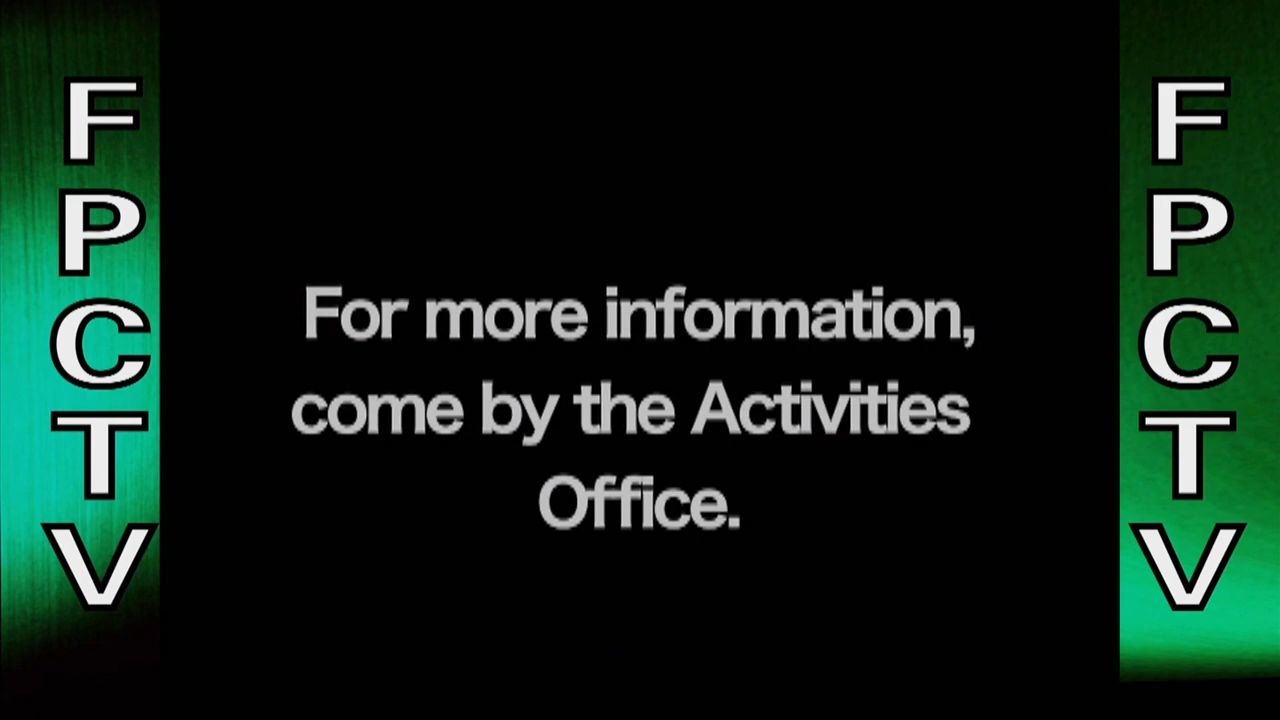 FPCTV
For more information,
come by the Activities
Office.
FPCTV